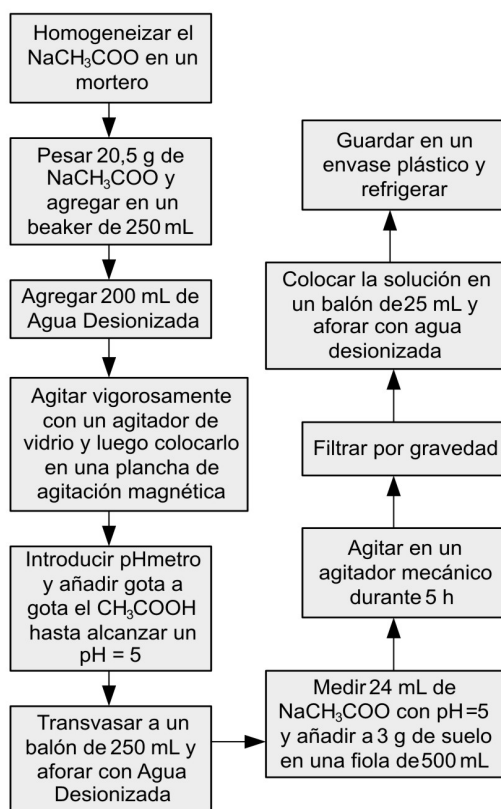 Homogeneizar el
NaCH₃COO en un
mortero
Pesar 20,5 g de
NaCH₃COO y
agregar en un
beaker de 250 mL
Agregar 200 mL de
Agua Desionizada
Agitar vigorosamente
con un agitador de
vidrio y luego colocarlo
en una plancha de
agitación magnética
Introducir pHmetro
y añadir gota a
gota el CH₃COOH
hasta alcanzar un
pH = 5
Transvasar a un
balón de 250 mL y
aforar con Agua
Desionizada
Medir 24 mL de
NaCH₃COO con pH=5
y añadir a 3 g de suelo
en una fiola de 500 mL
Agitar en un
agitador mecánico
durante 5 h
Filtrar por gravedad
Colocar la solución en
un balón de 25 mL y
aforar con agua
desionizada
Guardar en un
envase plástico y
refrigerar